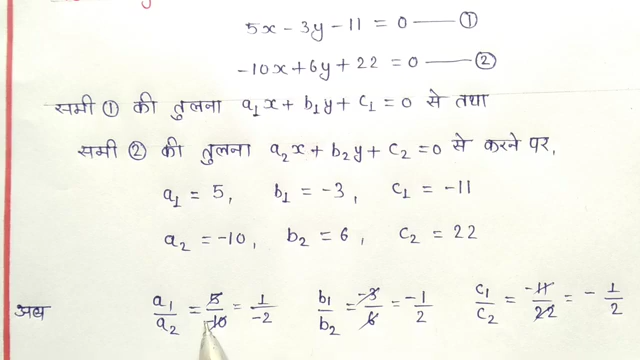 5x - 3y - 11 = 0 —— ①
-10x + 6y + 22 = 0 —— ②
समी ① की तुलना a₁x + b₁y + c₁ = 0 से तथा
समी ② की तुलना a₂x + b₂y + c₂ = 0 से करने पर,
a₁ = 5, b₁ = -3, c₁ = -11
a₂ = -10, b₂ = 6, c₂ = 22
अब a₁/a₂ = 5/-10 = 1/-2 b₁/b₂ = -3/6 = -1/2 c₁/c₂ = -11/22 = -1/2